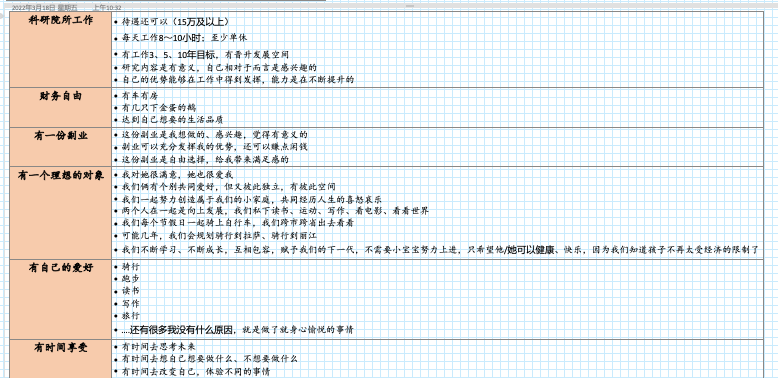 2022年3月18日 星期五 上午10:32
科研院所工作
• 待遇还可以（15万及以上）
• 每天工作8～10小时；至少单休
• 有工作3、5、10年目标，有晋升发展空间
• 研究内容是有意义，自己相对于而言是感兴趣的
• 自己的优势能够在工作中得到发挥，能力是在不断提升的
财务自由
• 有车有房
• 有几只下金蛋的鹅
• 达到自己想要的生活品质
有一份副业
• 这份副业是我想做的、感兴趣，觉得有意义的
• 副业可以充分发挥我的优势，还可以赚点闲钱
• 这份副业是自由选择，给我带来满足感的
有一个理想的对象
• 我对她很满意，她也很爱我
• 我们俩有个别共同爱好，但又彼此独立，有彼此空间
• 我们一起努力创造属于我们的小家庭，共同经历人生的喜怒哀乐
• 两个人在一起是向上发展，我们私下读书、运动、写作、看电影、看看世界
• 我们每个节假日一起骑上自行车，我们跨市跨省出去看看
• 可能几年，我们会规划骑行到拉萨、骑行到丽江
• 我们不断学习、不断成长，互相包容，赋予我们的下一代，不需要小宝宝努力上进，只希望他/她可以健康、快乐，因为我们知道孩子不再太受经济的限制了
有自己的爱好
• 骑行
• 跑步
• 读书
• 写作
• 旅行
• ....还有很多我没有什么原因，就是做了就身心愉悦的事情
有时间享受
• 有时间去思考未来
• 有时间去想自己想要做什么、不想要做什么
• 有时间去改变自己，体验不同的事情